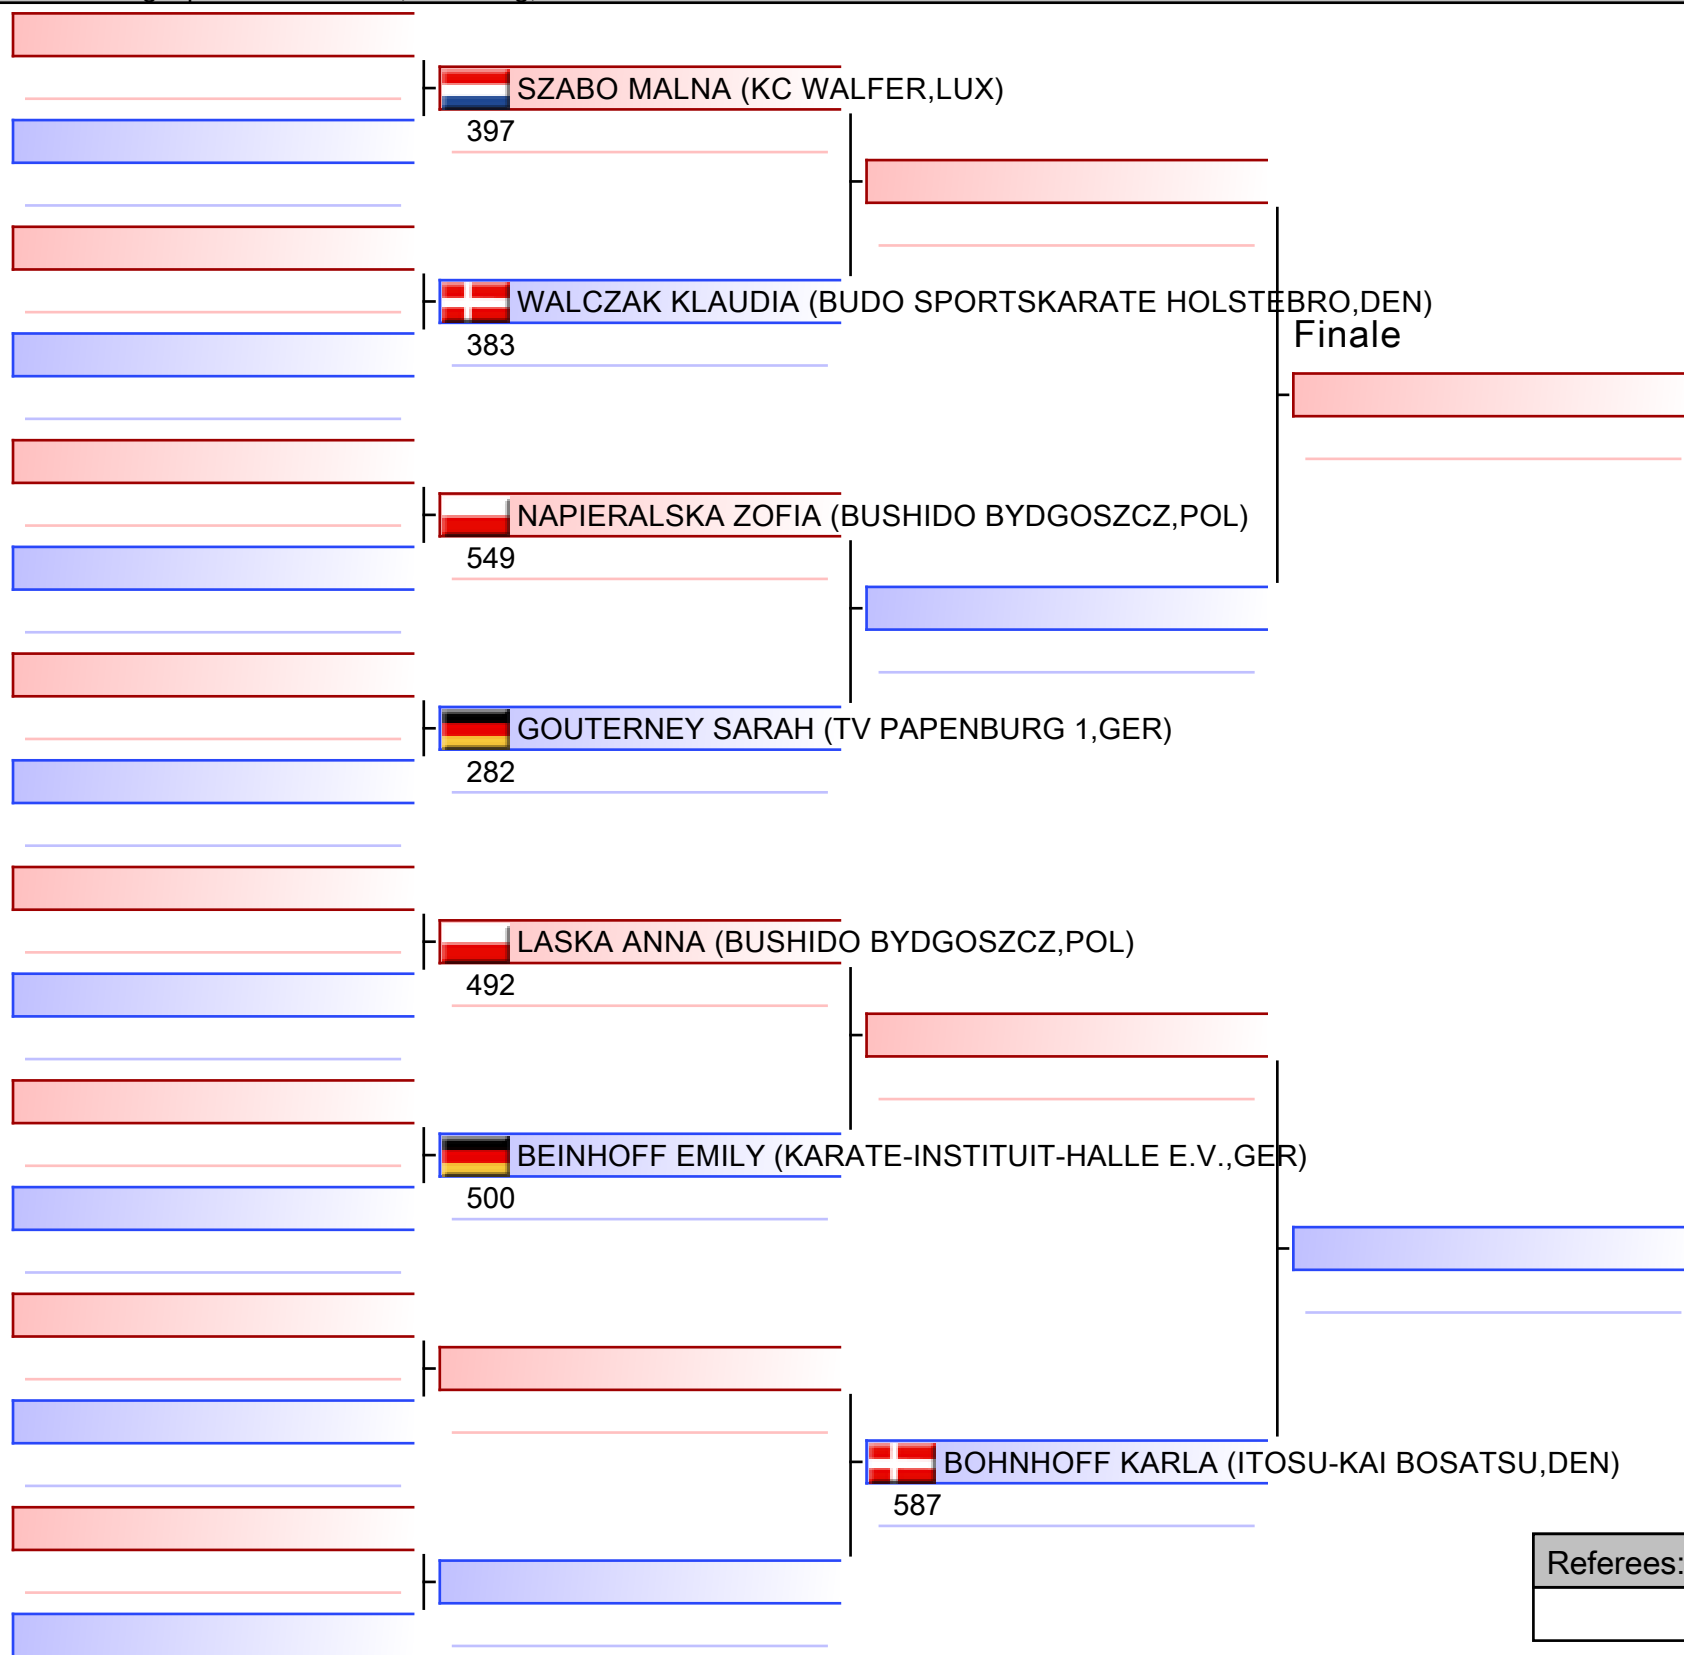 SZABO MALNA (KC WALFER,LUX)
397
WALCZAK KLAUDIA (BUDO SPORTSKARATE HOLSTEBRO,DEN)
383
Finale
NAPIERALSKA ZOFIA (BUSHIDO BYDGOSZCZ,POL)
549
GOUTERNEY SARAH (TV PAPENBURG 1,GER)
282
LASKA ANNA (BUSHIDO BYDGOSZCZ,POL)
492
BEINHOFF EMILY (KARATE-INSTITUIT-HALLE E.V.,GER)
500
BOHNHOFF KARLA (ITOSU-KAI BOSATSU,DEN)
587
Referees: